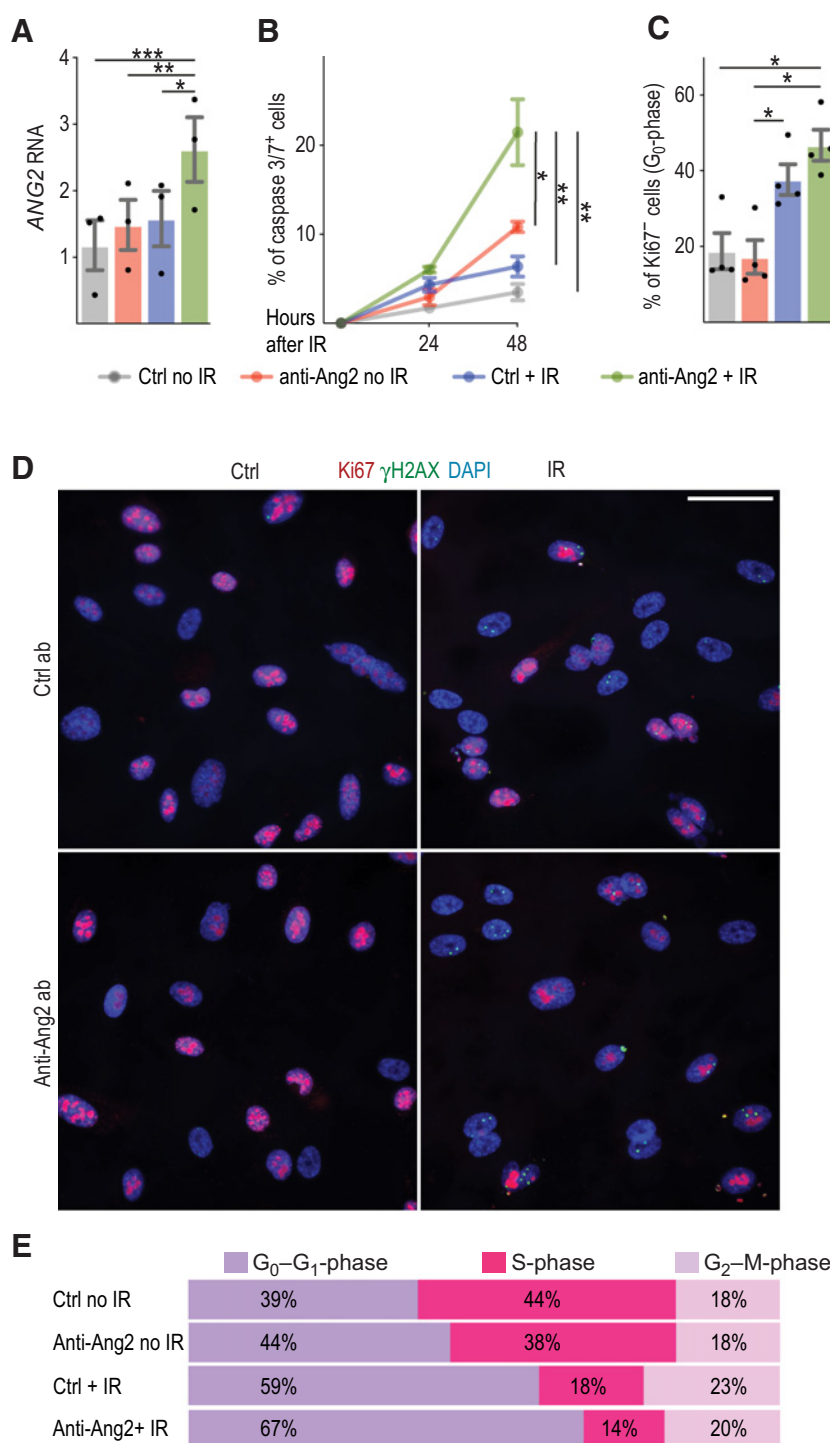 A
4
3
2
1
ANG2 RNA
***
**
*
B
% of caspase 3/7⁺ cells
20
10
Hours
after IR
24
48
*
**
**
C
% of Ki67⁻ cells (G₀-phase)
60
40
20
*
*
*
Ctrl no IR
anti-Ang2 no IR
Ctrl + IR
anti-Ang2 + IR
D
Ctrl
Ki67 γH2AX DAPI
IR
Ctrl ab
Anti-Ang2 ab
E
G₀–G₁-phase
S-phase
G₂–M-phase
Ctrl no IR
39%
44%
18%
Anti-Ang2 no IR
44%
38%
18%
Ctrl + IR
59%
18%
23%
Anti-Ang2+ IR
67%
14%
20%